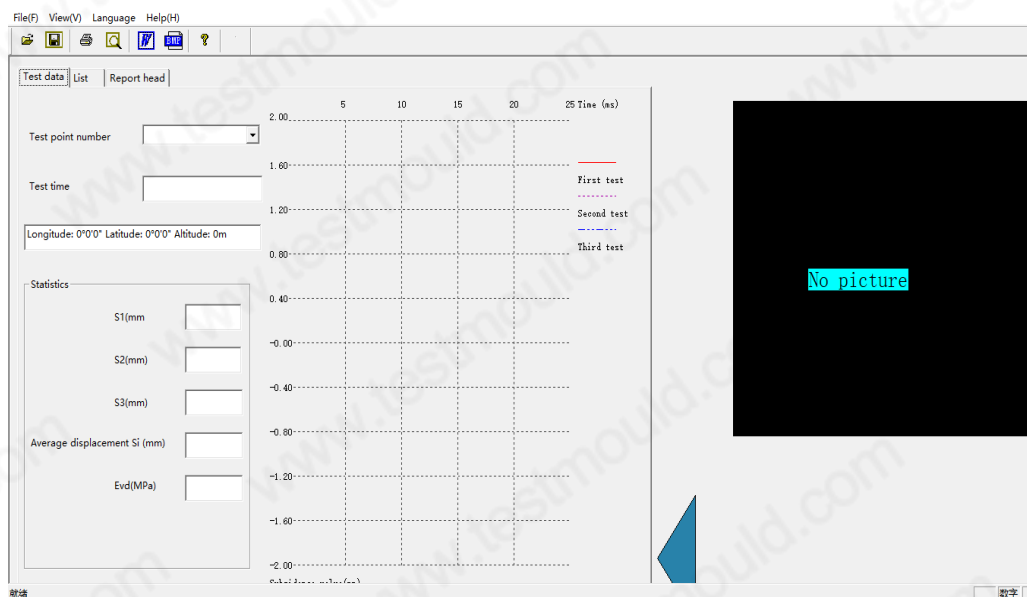 File(F) View(V) Language Help(H)
W BMP ?
Test data List Report head
5 10 15 20 25 Time (ms)
2.00
Test point number
1.60
First test
Test time
Second test
1.20
Longitude: 0°0'0" Latitude: 0°0'0" Altitude: 0m
Third test
0.80
Statistics
No picture
0.40
S1(mm
-0.00
S2(mm)
-0.40
S3(mm)
-0.80
Average displacement Si (mm)
-1.20
Evd(MPa)
-1.60
-2.00
就绪
数字
www.testmould.com